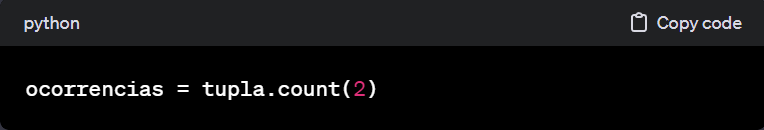 python
Copy code
ocorrencias = tupla.count(2)